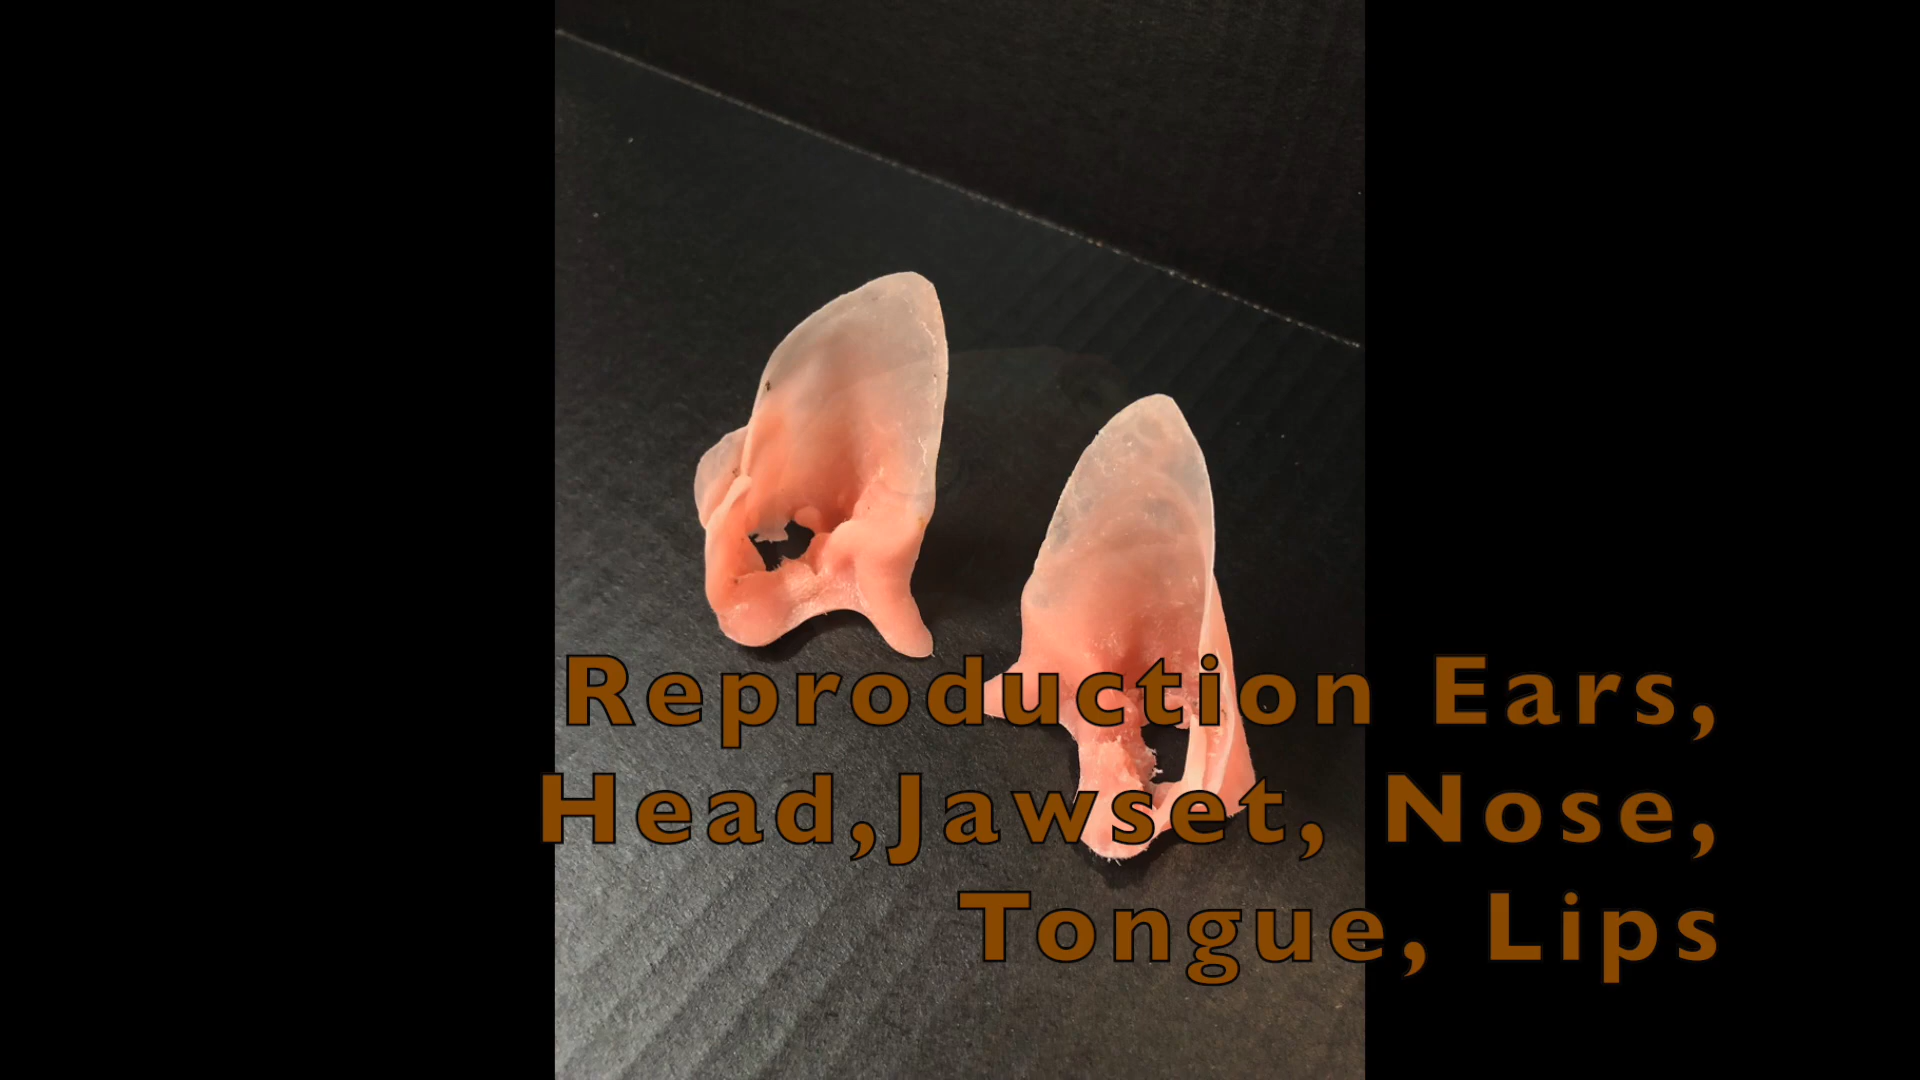 Reproduction Ears,
Head,Jawset, Nose,
Tongue, Lips